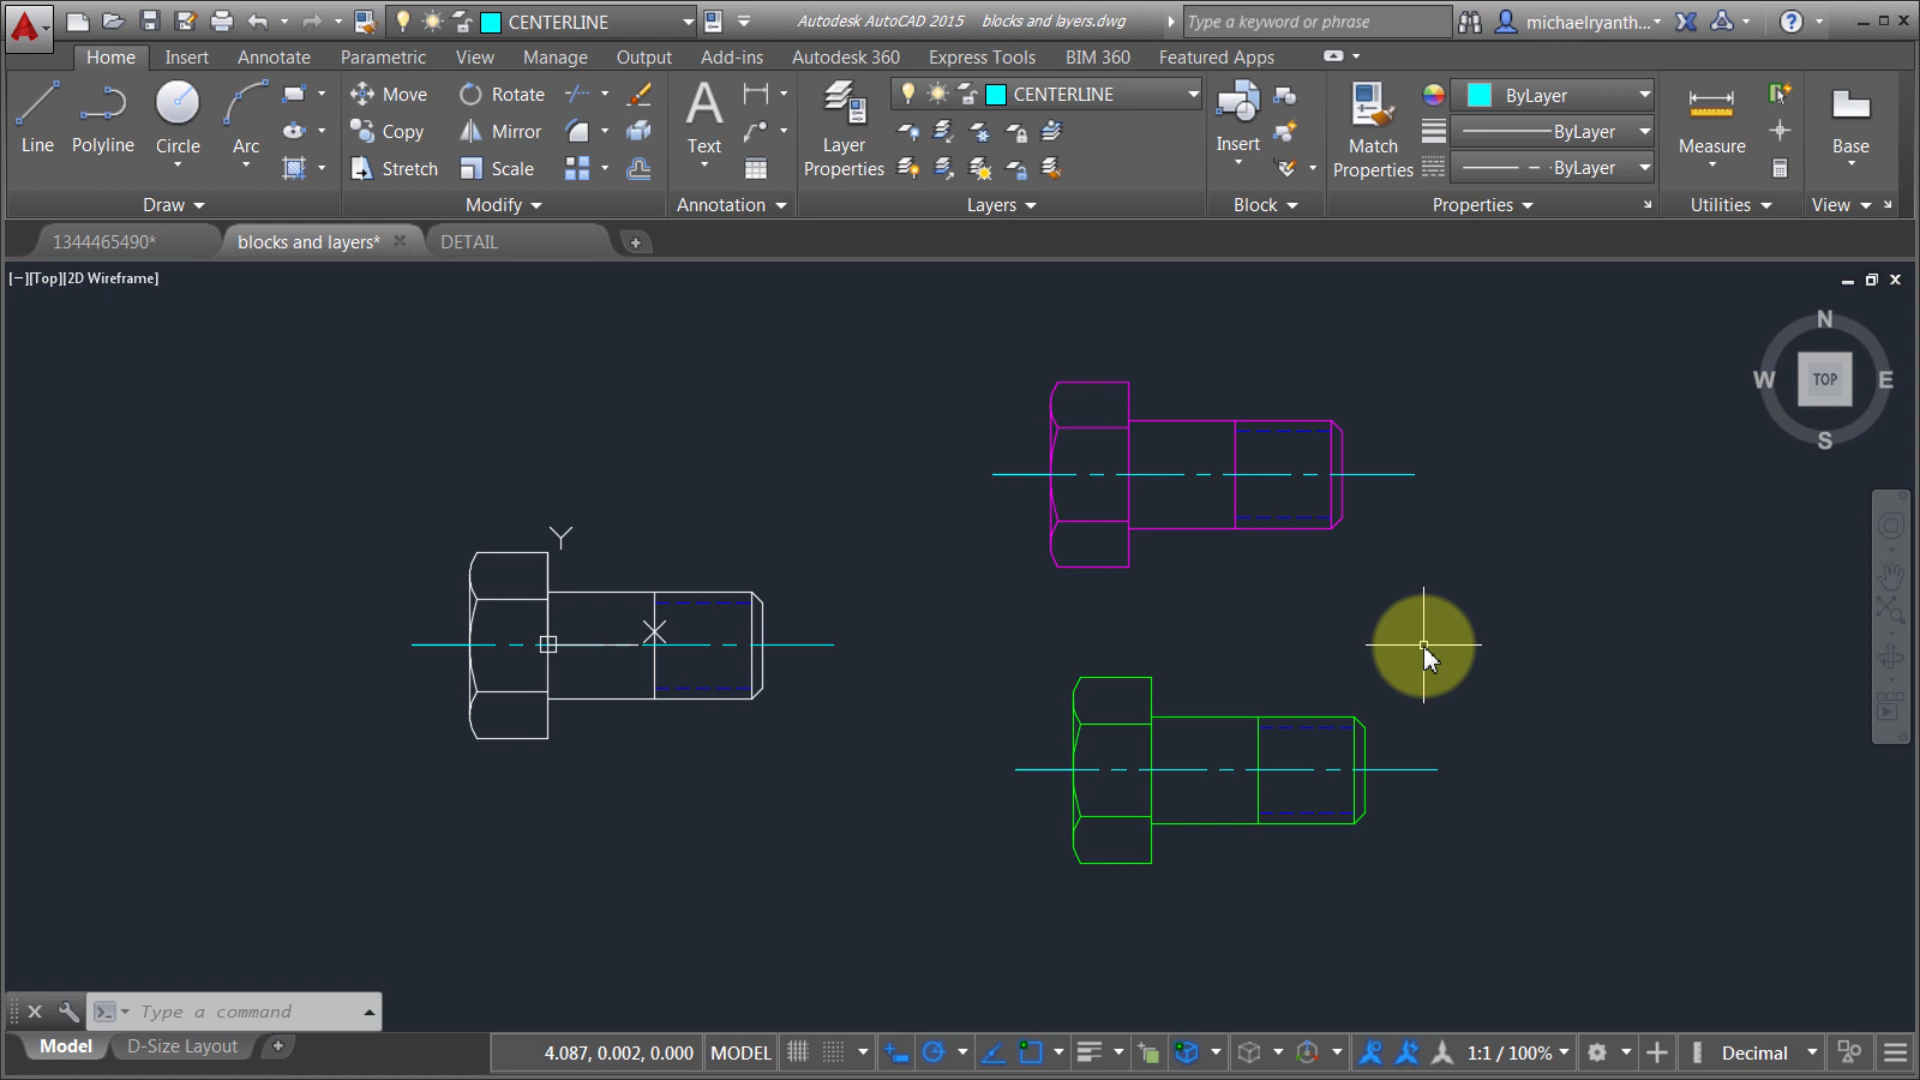 CENTERLINE
Autodesk AutoCAD 2015 blocks and layers.dwg
Type a keyword or phrase
michaelryanth...
Home Insert Annotate Parametric View Manage Output Add-ins Autodesk 360 Express Tools BIM 360 Featured Apps
Line
Polyline
Circle
Arc
Move
Copy
Stretch
Rotate
Mirror
Scale
Text
Layer
Properties
CENTERLINE
Insert
Match
Properties
ByLayer
ByLayer
ByLayer
Measure
Base
Draw Modify Annotation Layers Block Properties Utilities View
1344465490* blocks and layers* DETAIL
[−][Top][2D Wireframe]
N
W TOP E
S
Y
X
Type a command
Model D-Size Layout
4.087, 0.002, 0.000 MODEL 1:1 / 100% Decimal